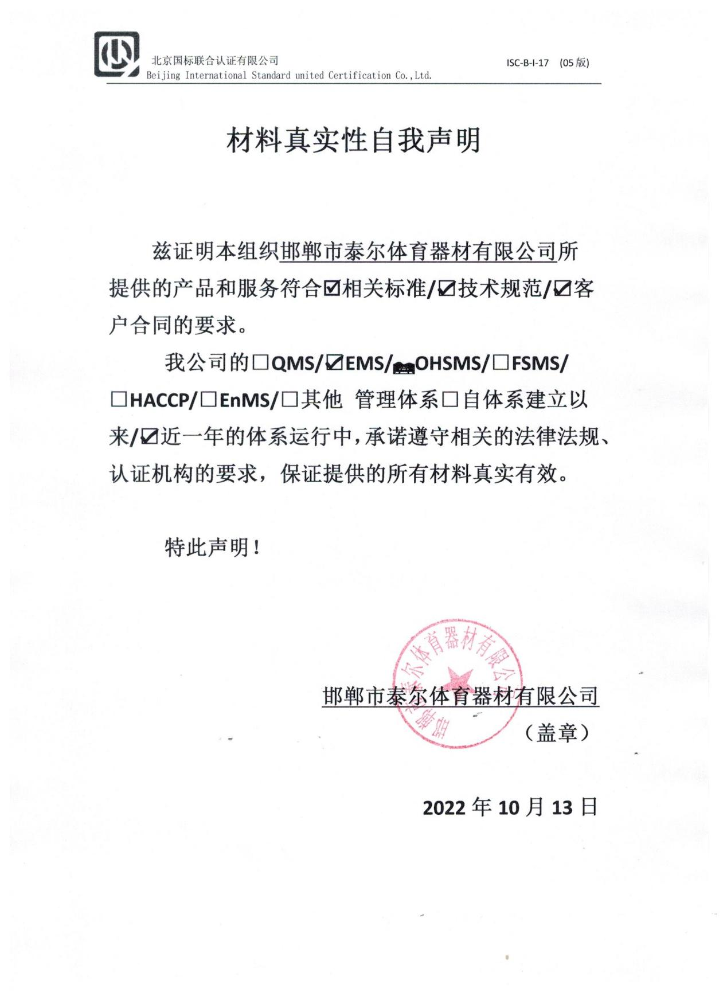 北京国标联合认证有限公司
ISC-B-I-17 (05版)
Beijing International Standard united Certification Co.,Ltd.
材料真实性自我声明
兹证明本组织邯郸市泰尔体育器材有限公司所
提供的产品和服务符合☑相关标准/☑技术规范/☑客
户合同的要求。
我公司的□QMS/☑EMS/OHSMS/□FSMS/
□HACCP/□EnMS/□其他 管理体系□自体系建立以
来/☑近一年的体系运行中,承诺遵守相关的法律法规、
认证机构的要求，保证提供的所有材料真实有效。
特此声明！
邯郸市泰尔体育器材有限公司
邯郸市泰尔体育器材有限公司
（盖章）
2022 年 10 月 13 日